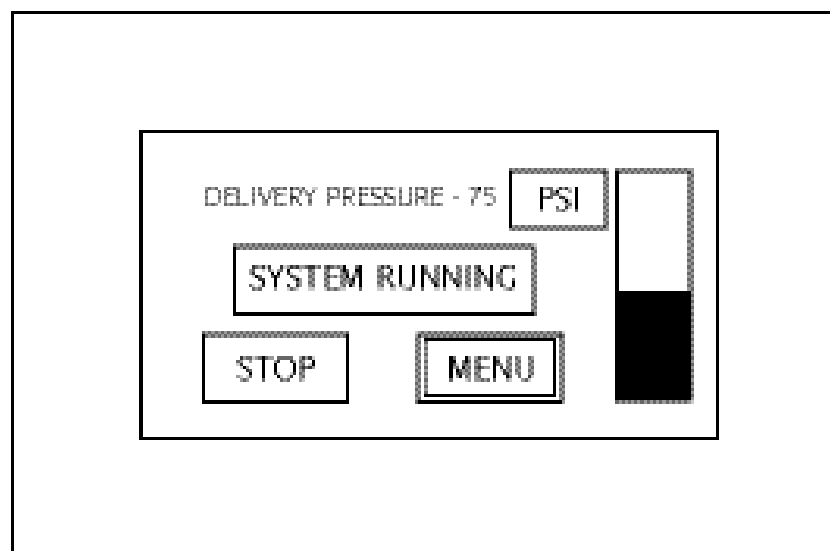 DELIVERY PRESSURE - 75 PSI
SYSTEM RUNNING
STOP MENU